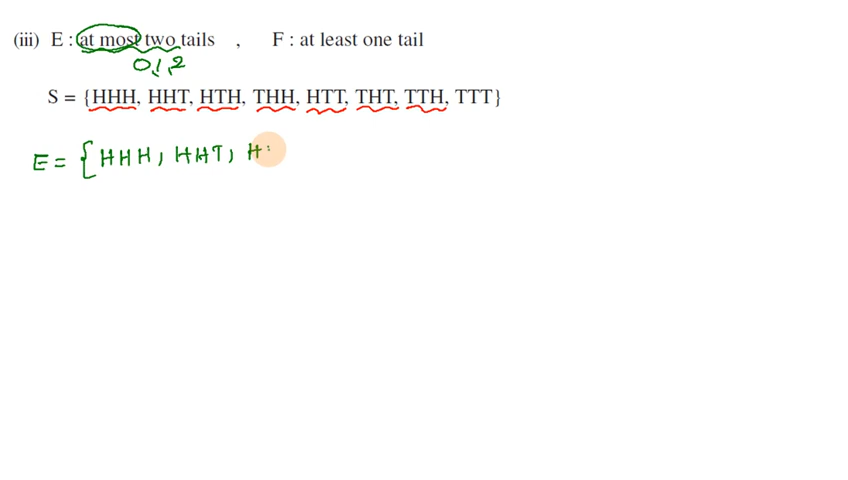 (iii) E : at most two tails , F : at least one tail
0, 1, 2
S = {HHH, HHT, HTH, THH, HTT, THT, TTH, TTT}
E = { HHH, HHT, H